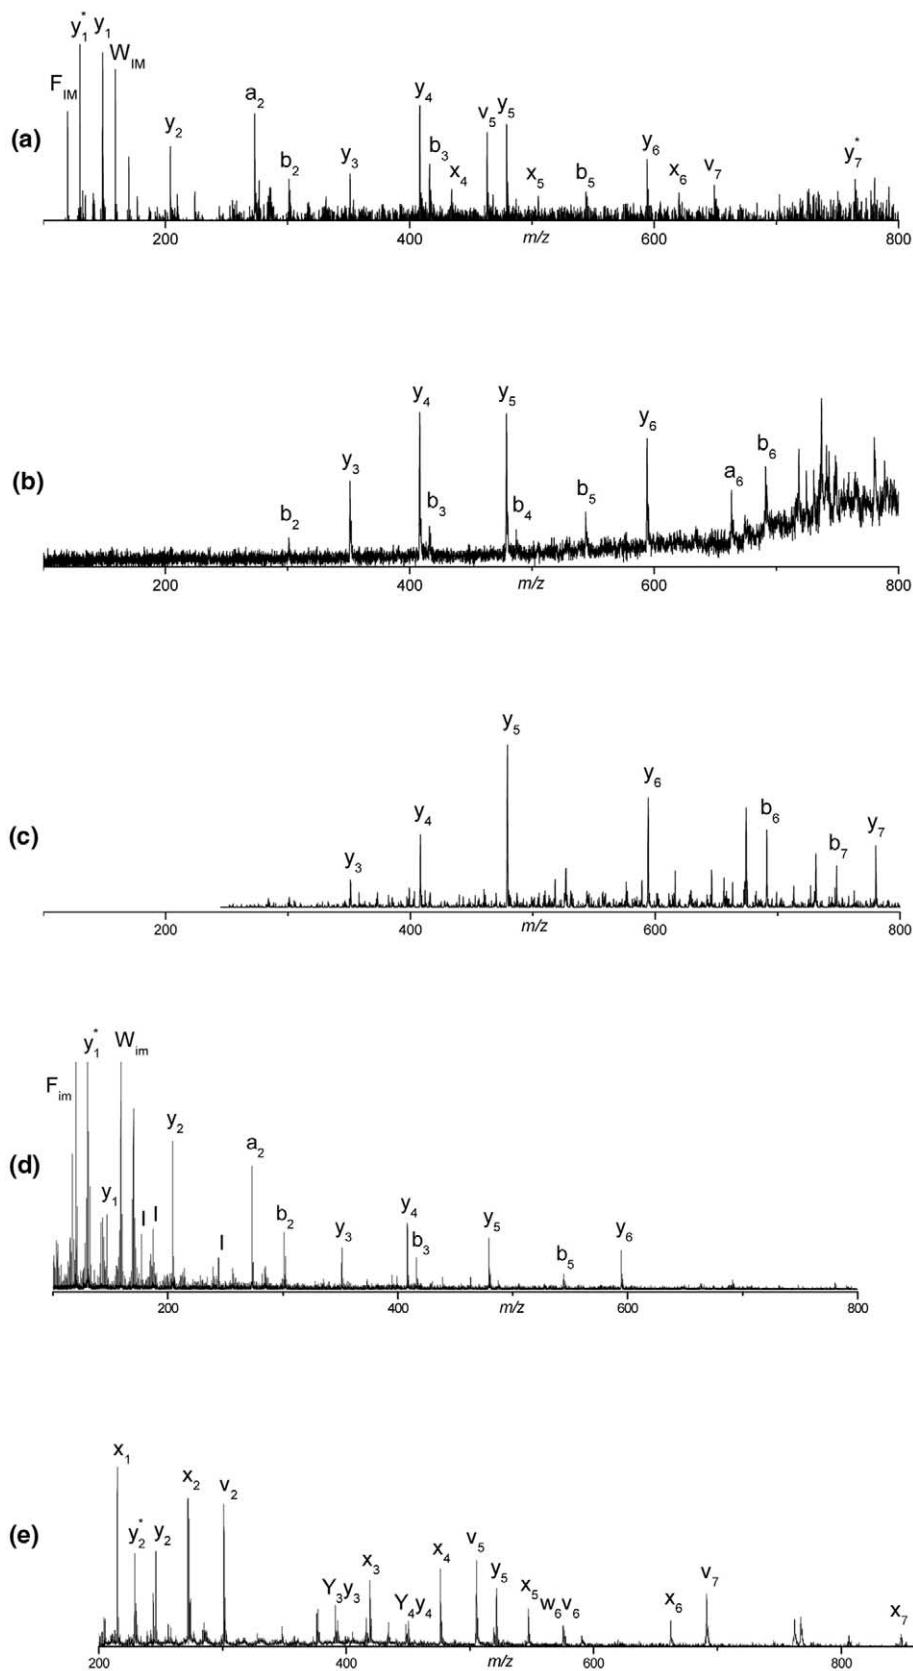 F_IM y*_1 y_1 W_IM y_2 a_2 b_2 y_3 y_4 b_3 x_4 v_5 y_5 x_5 b_5 y_6 x_6 v_7 y*_7
(a)
200 400 m/z 600 800
b_2 y_3 y_4 b_3 y_5 b_4 b_5 y_6 a_6 b_6
(b)
200 400 m/z 600 800
y_3 y_4 y_5 y_6 b_6 b_7 y_7
(c)
200 400 m/z 600 800
F_im y*_1 y_1 W_im I I y_2 I a_2 b_2 y_3 y_4 b_3 y_5 b_5 y_6
(d)
200 400 m/z 600 800
x_1 y*_2 y_2 x_2 v_2 Y_3y_3 x_3 Y_4y_4 x_4 v_5 y_5 x_5 w_6v_6 x_6 v_7 x_7
(e)
200 400 m/z 600 800